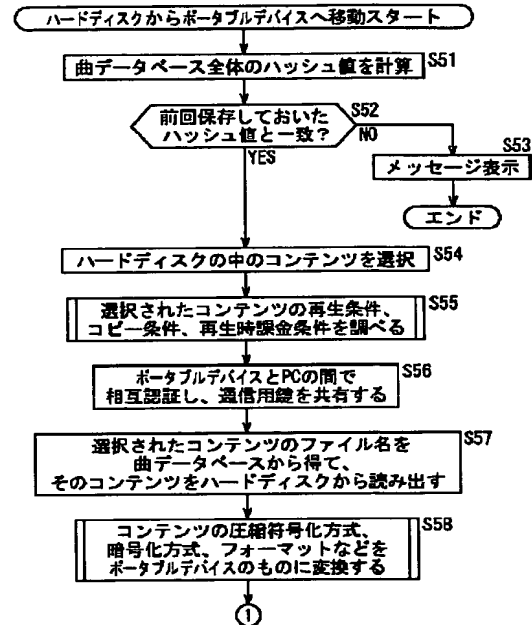 ハードディスクからポータブルデバイスへ移動スタート
曲データベース全体のハッシュ値を計算
S51
前回保存しておいた
ハッシュ値と一致?
S52
NO
YES
S53
メッセージ表示
エンド
ハードディスクの中のコンテンツを選択
S54
選択されたコンテンツの再生条件、
コピー条件、再生時課金条件を調べる
S55
ポータブルデバイスとPCの間で
相互認証し、通信用鍵を共有する
S56
選択されたコンテンツのファイル名を
曲データベースから得て、
そのコンテンツをハードディスクから読み出す
S57
コンテンツの圧縮符号化方式、
暗号化方式、フォーマットなどを
ポータブルデバイスのものに変換する
S58
1